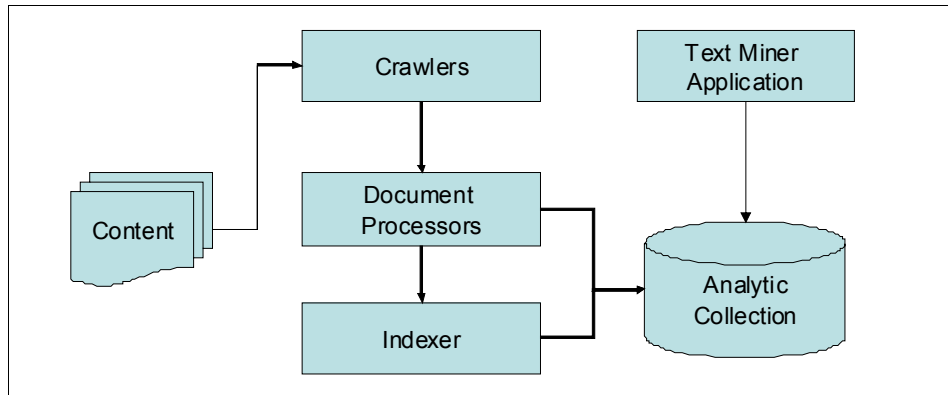 Crawlers
Text Miner
Application
Content
Document
Processors
Analytic
Collection
Indexer